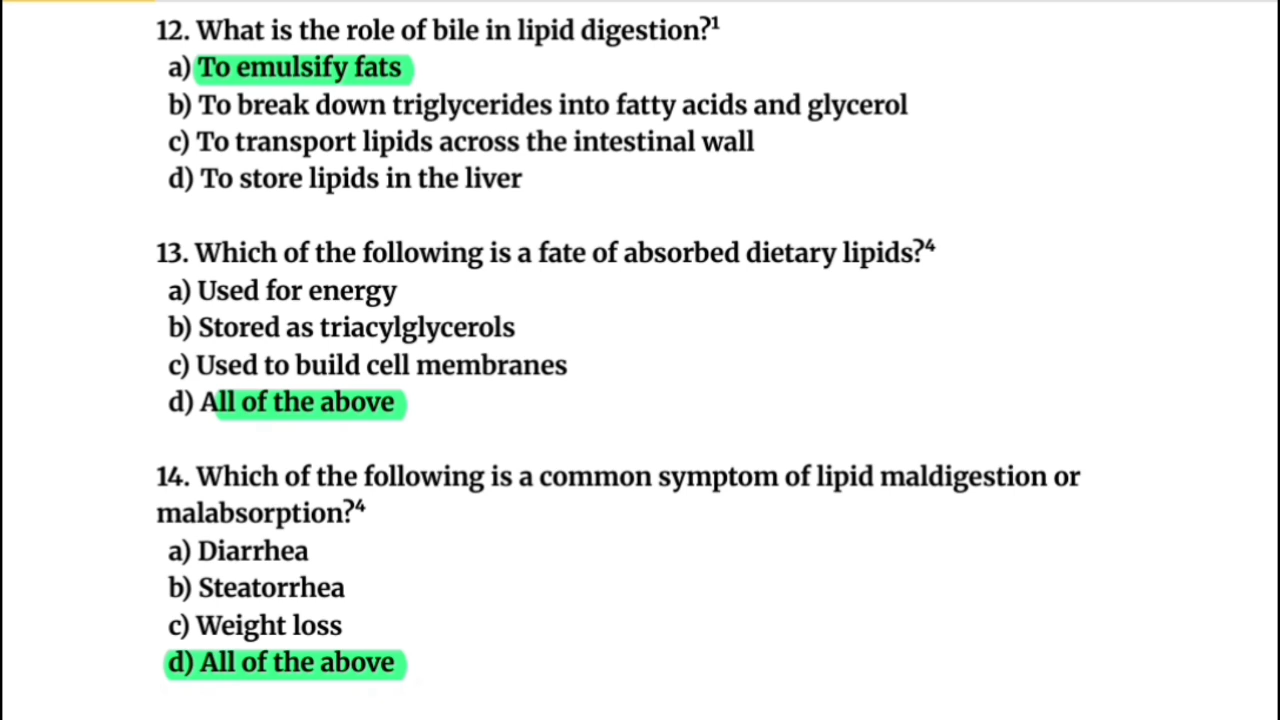 12. What is the role of bile in lipid digestion?¹
a) To emulsify fats
b) To break down triglycerides into fatty acids and glycerol
c) To transport lipids across the intestinal wall
d) To store lipids in the liver
13. Which of the following is a fate of absorbed dietary lipids?⁴
a) Used for energy
b) Stored as triacylglycerols
c) Used to build cell membranes
d) All of the above
14. Which of the following is a common symptom of lipid maldigestion or
malabsorption?⁴
a) Diarrhea
b) Steatorrhea
c) Weight loss
d) All of the above